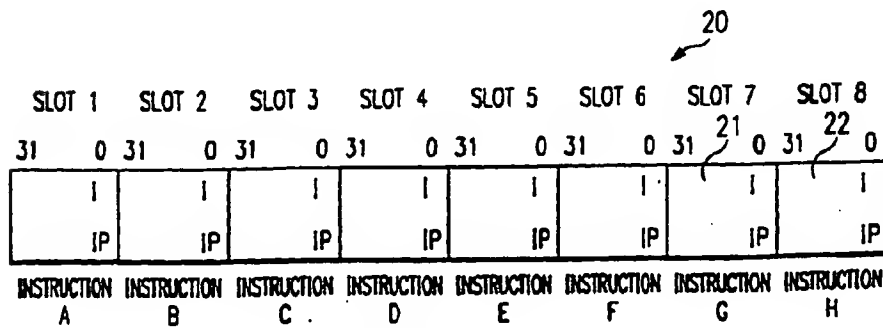 20
SLOT 1 SLOT 2 SLOT 3 SLOT 4 SLOT 5 SLOT 6 SLOT 7 SLOT 8
21 22
31 0 31 0 31 0 31 0 31 0 31 0 31 0 31 0
I I I I I I I I
IP IP IP IP IP IP IP IP
INSTRUCTION INSTRUCTION INSTRUCTION INSTRUCTION INSTRUCTION INSTRUCTION INSTRUCTION INSTRUCTION
A B C D E F G H